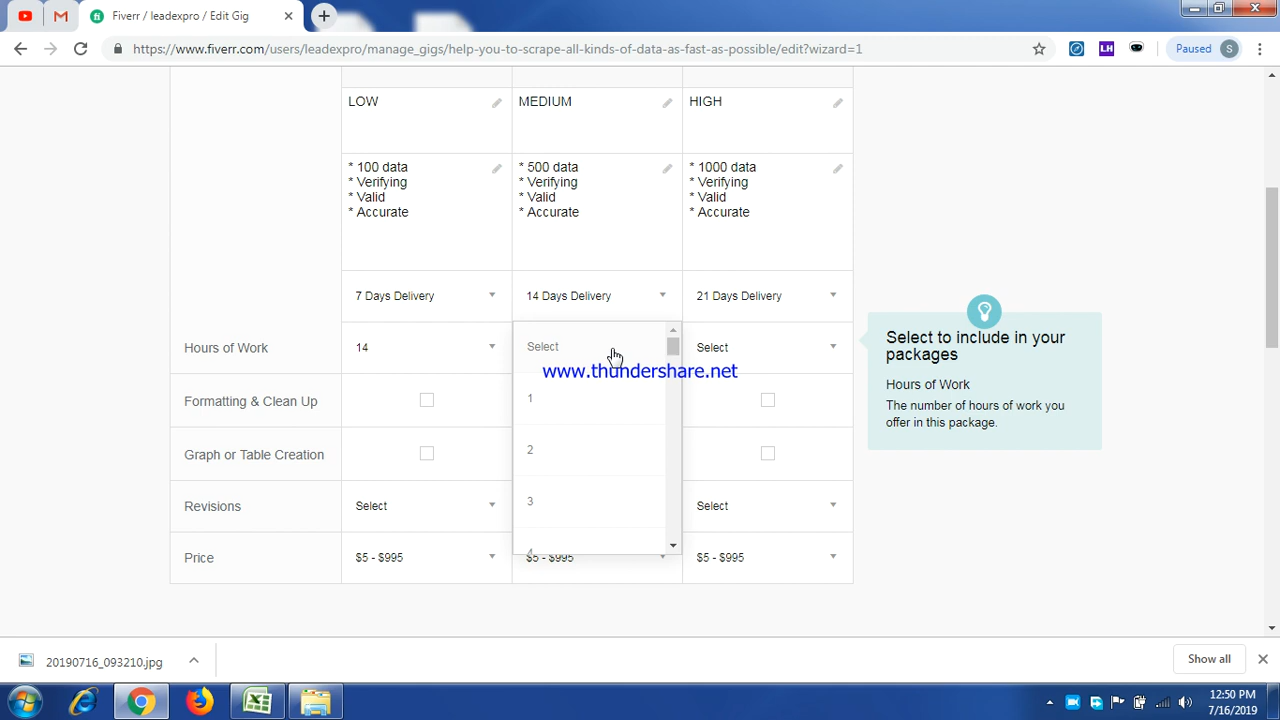 Fiverr / leadexpro / Edit Gig
https://www.fiverr.com/users/leadexpro/manage_gigs/help-you-to-scrape-all-kinds-of-data-as-fast-as-possible/edit?wizard=1
LH
Paused
S
LOW
MEDIUM
HIGH
* 100 data
* Verifying
* Valid
* Accurate
* 500 data
* Verifying
* Valid
* Accurate
* 1000 data
* Verifying
* Valid
* Accurate
7 Days Delivery
14 Days Delivery
21 Days Delivery
Hours of Work
14
Select
Select
www.thundershare.net
1
2
3
4
Formatting & Clean Up
Graph or Table Creation
Revisions
Select
Select
Price
$5 - $995
$5 - $995
$5 - $995
Select to include in your
packages
Hours of Work
The number of hours of work you
offer in this package.
20190716_093210.jpg
Show all
12:50 PM
7/16/2019